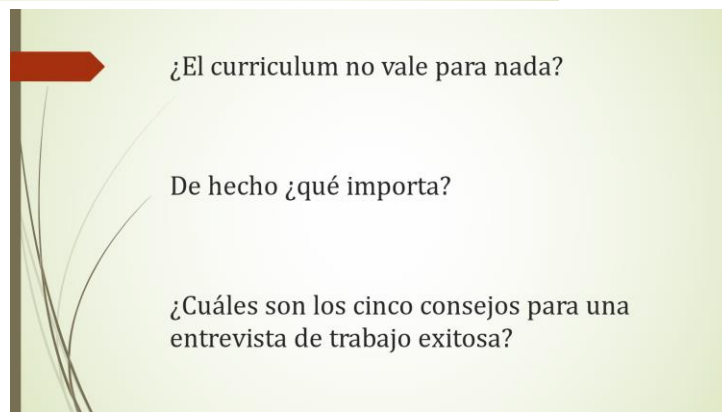 ¿El curriculum no vale para nada?
De hecho ¿qué importa?
¿Cuáles son los cinco consejos para una
entrevista de trabajo exitosa?